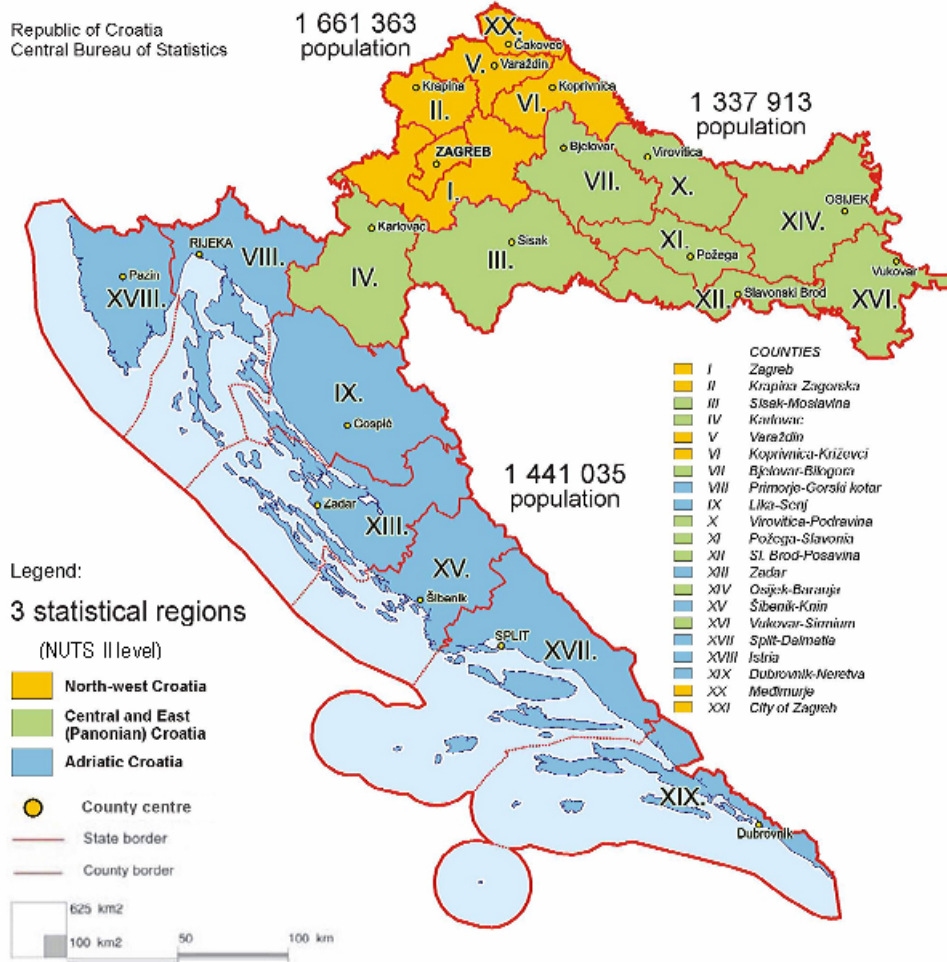 Republic of Croatia
Central Bureau of Statistics
1 661 363
population
XX.
Čakovec
V.
Varaždin
Krapina
II.
Koprivnica
VI.
1 337 913
population
ZAGREB
I.
Bjelovar
VII.
Virovitica
X.
XIV.
OSIJEK
Karlovac
IV.
Sisak
III.
XI.
Požega
XII.
Slavonski Brod
Vukovar
XVI.
RIJEKA
VIII.
Pazin
XVIII.
IX.
Gospić
1 441 035
population
Zadar
XIII.
XV.
Šibenik
SPLIT
XVII.
XIX.
Dubrovnik
COUNTIES
I Zagreb
II Krapina Zagorska
III Sisak-Moslavina
IV Karlovac
V Varaždin
VI Koprivnica-Križevci
VII Bjelovar-Bilogora
VIII Primorje-Gorski kotar
IX Lika-Senj
X Virovitica-Podravina
XI Požega-Slavonia
XII Sl. Brod-Posavina
XIII Zadar
XIV Osijek-Baranja
XV Šibenik-Knin
XVI Vukovar-Sirmium
XVII Split-Dalmatia
XVIII Istria
XIX Dubrovnik-Neretva
XX Međimurje
XXI City of Zagreb
Legend:
3 statistical regions
(NUTS II level)
North-west Croatia
Central and East
(Panonian) Croatia
Adriatic Croatia
County centre
State border
County border
625 km2
100 km2
50
100 km